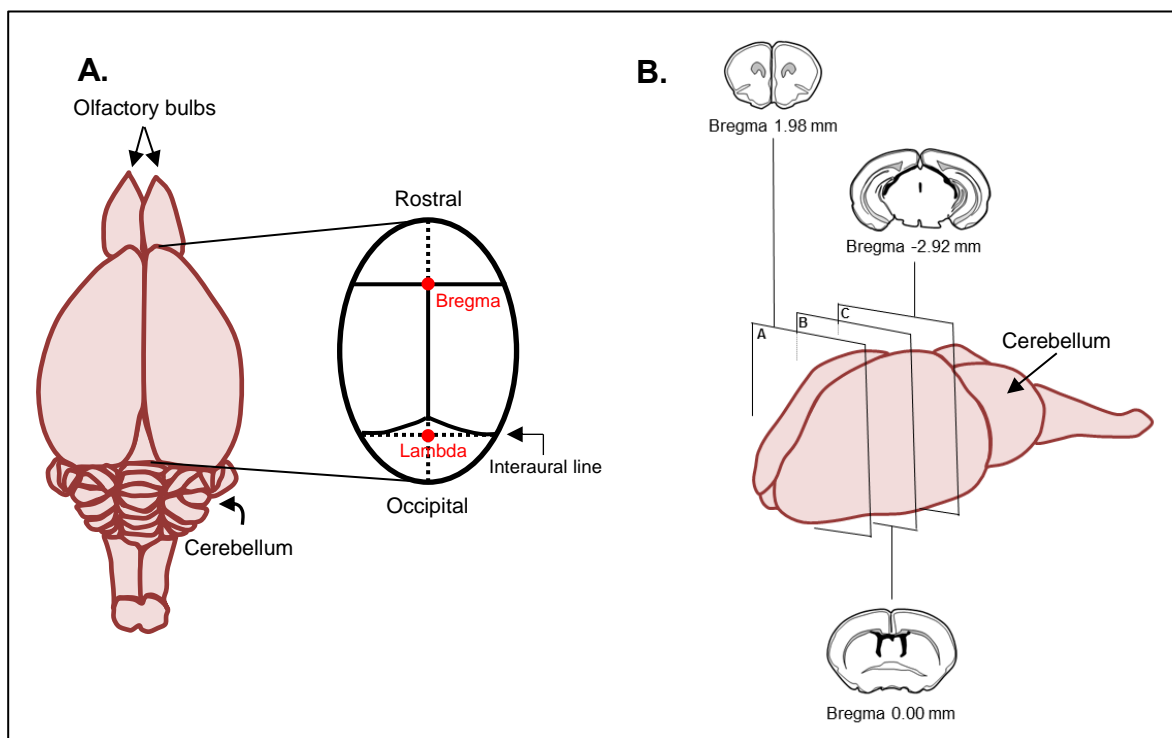 A.
Olfactory bulbs
Rostral
Bregma
Lambda
Interaural line
Occipital
Cerebellum
B.
Bregma 1.98 mm
Bregma -2.92 mm
A
B
C
Cerebellum
Bregma 0.00 mm